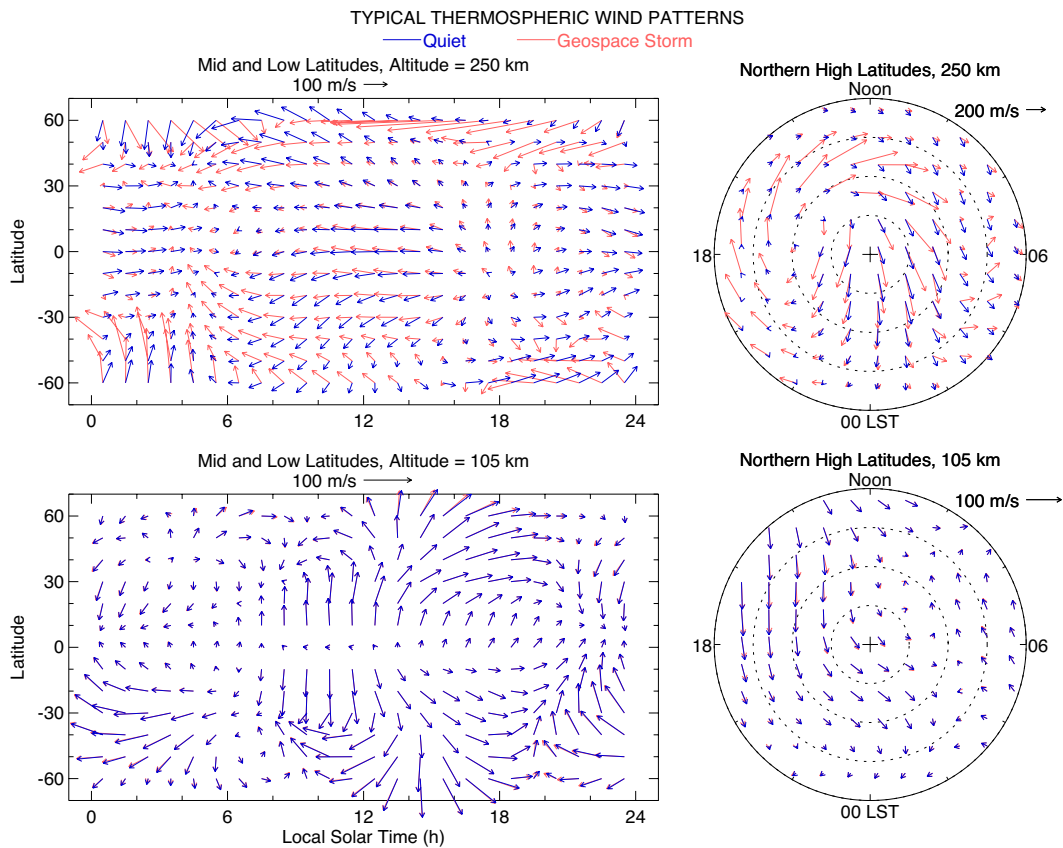 TYPICAL THERMOSPHERIC WIND PATTERNS
Quiet
Geospace Storm
Mid and Low Latitudes, Altitude = 250 km
100 m/s
Latitude
60
30
0
-30
-60
0 6 12 18 24
Northern High Latitudes, 250 km
Noon
200 m/s
18
06
00 LST
Mid and Low Latitudes, Altitude = 105 km
100 m/s
Latitude
60
30
0
-30
-60
0 6 12 18 24
Local Solar Time (h)
Northern High Latitudes, 105 km
Noon
100 m/s
18
06
00 LST